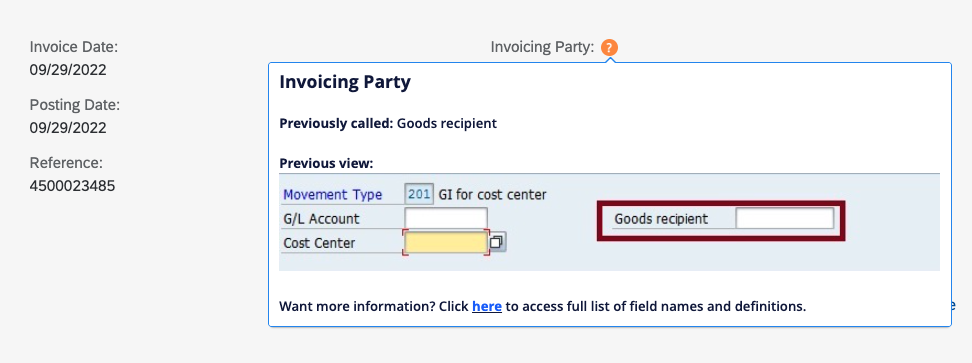 Invoice Date:
09/29/2022
Posting Date:
09/29/2022
Reference:
4500023485
Invoicing Party: ?
Invoicing Party
Previously called: Goods recipient
Previous view:
Movement Type 201 GI for cost center
G/L Account
Goods recipient
Cost Center
Want more information? Click here to access full list of field names and definitions.